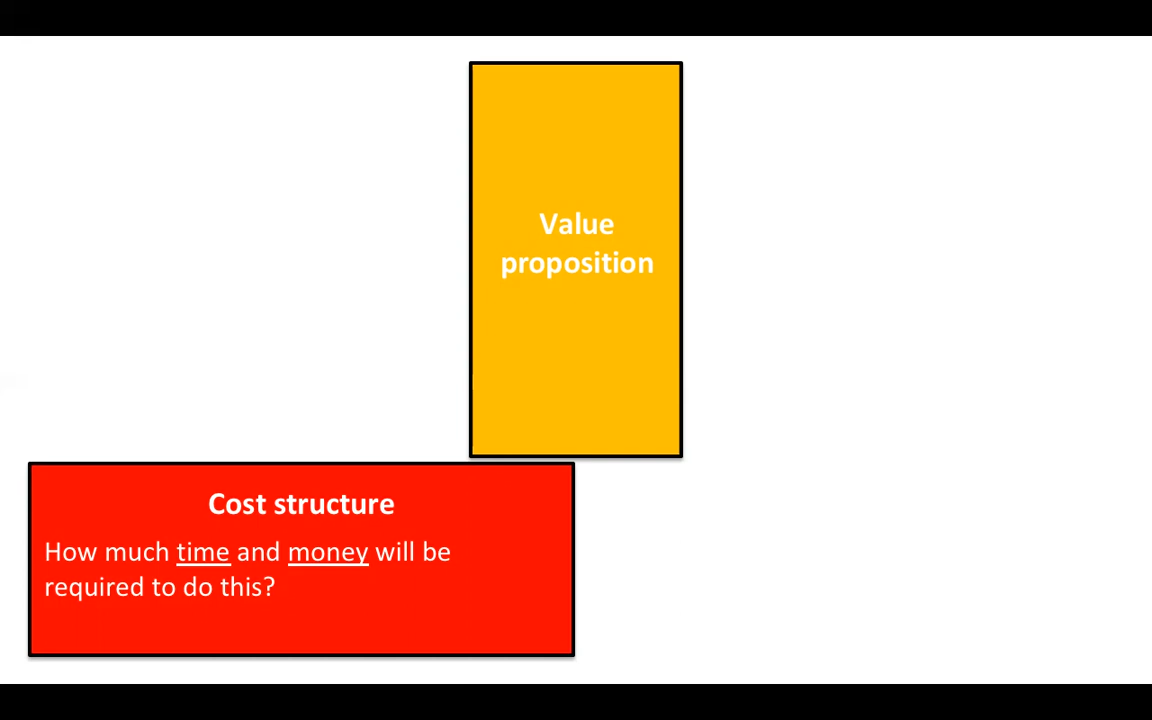 Value
proposition
Cost structure
How much time and money will be
required to do this?